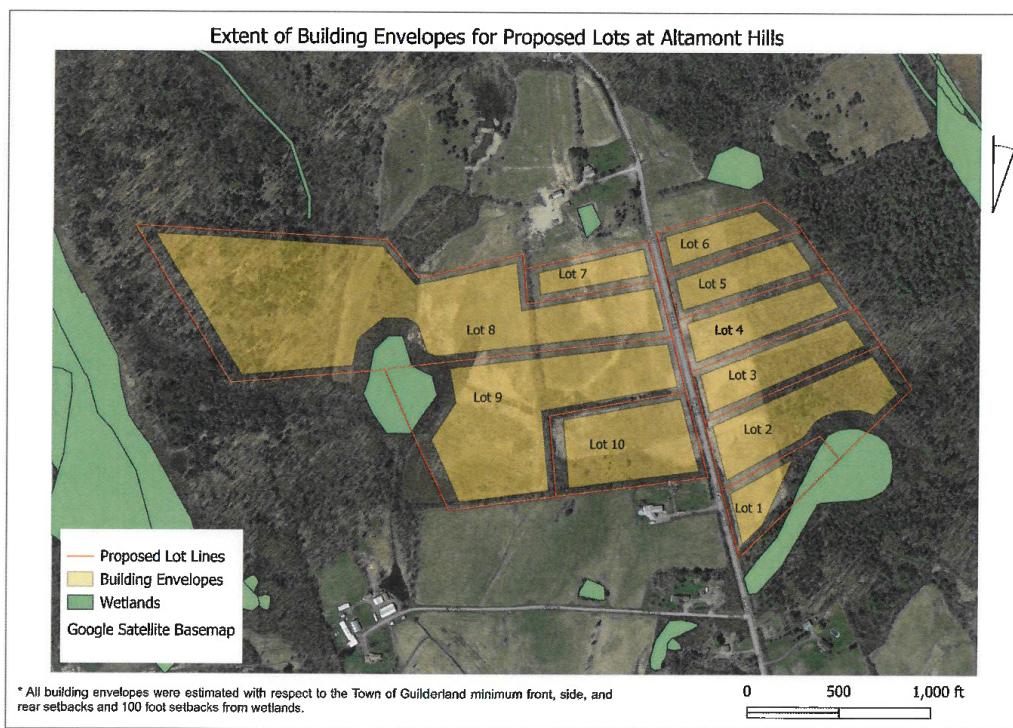 Extent of Building Envelopes for Proposed Lots at Altamont Hills
Lot 6
Lot 7
Lot 5
Lot 8
Lot 4
Lot 3
Lot 9
Lot 2
Lot 10
Lot 1
Proposed Lot Lines
Building Envelopes
Wetlands
Google Satellite Basemap
* All building envelopes were estimated with respect to the Town of Guilderland minimum front, side, and
rear setbacks and 100 foot setbacks from wetlands.
0 500 1,000 ft